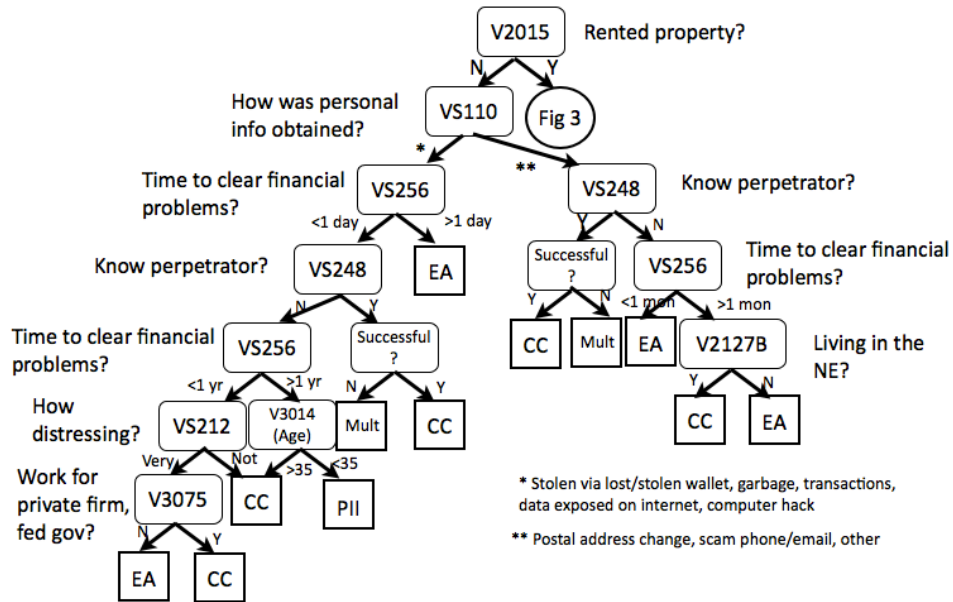 V2015
Rented property?
N
Y
How was personal
info obtained?
VS110
Fig 3
*
**
Time to clear financial
problems?
VS256
VS248
Know perpetrator?
<1 day
>1 day
Y
N
Know perpetrator?
VS248
EA
Successful
?
VS256
Time to clear financial
problems?
N
Y
Y
N
<1 mon
>1 mon
Time to clear financial
problems?
VS256
Successful
?
CC
Mult
EA
V2127B
Living in the
NE?
<1 yr
>1 yr
N
Y
Y
N
How
distressing?
VS212
V3014
(Age)
Mult
CC
CC
EA
Very
Not
>35
<35
Work for
private firm,
fed gov?
V3075
CC
PII
* Stolen via lost/stolen wallet, garbage, transactions,
data exposed on internet, computer hack
N
Y
** Postal address change, scam phone/email, other
EA
CC